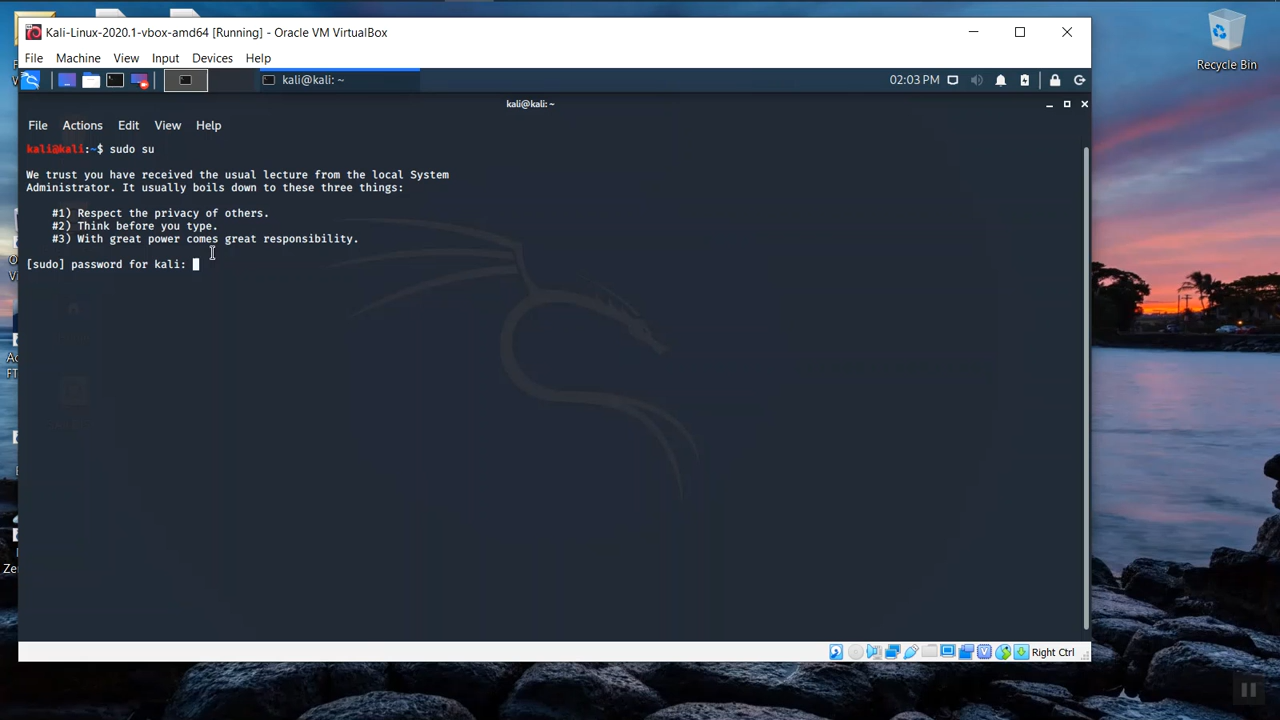 Kali-Linux-2020.1-vbox-amd64 [Running] - Oracle VM VirtualBox
File Machine View Input Devices Help
Recycle Bin
kali@kali: ~
02:03 PM
kali@kali: ~
File Actions Edit View Help
kali@kali:~$ sudo su
We trust you have received the usual lecture from the local System
Administrator. It usually boils down to these three things:
#1) Respect the privacy of others.
#2) Think before you type.
#3) With great power comes great responsibility.
[sudo] password for kali:
Right Ctrl